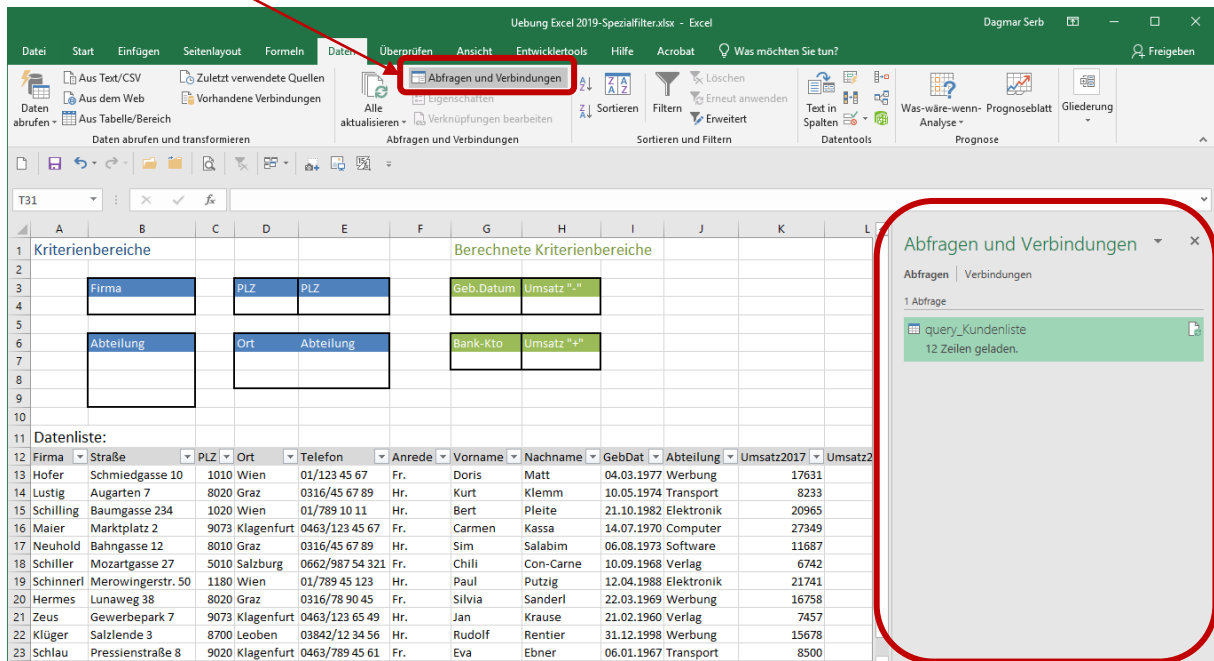 Uebung Excel 2019-Spezialfilter.xlsx - Excel
Dagmar Serb
Datei Start Einfügen Seitenlayout Formeln Daten Überprüfen Ansicht Entwicklertools Hilfe Acrobat Was möchten Sie tun? Freigeben
Daten abrufen
Aus Text/CSV
Aus dem Web
Aus Tabelle/Bereich
Zuletzt verwendete Quellen
Vorhandene Verbindungen
Daten abrufen und transformieren
Alle aktualisieren
Abfragen und Verbindungen
Eigenschaften
Verknüpfungen bearbeiten
Abfragen und Verbindungen
Sortieren
Filtern
Löschen
Erneut anwenden
Erweitert
Sortieren und Filtern
Text in Spalten
Datentools
Was-wäre-wenn-Analyse
Prognoseblatt
Prognose
Gliederung
T31 fx
A B C D E F G H I J K L
1 Kriterienbereiche Berechnete Kriterienbereiche
2
3 Firma PLZ PLZ Geb.Datum Umsatz "-"
4
5
6 Abteilung Ort Abteilung Bank-Kto Umsatz "+"
7
8
9
10
11 Datenliste:
12 Firma Straße PLZ Ort Telefon Anrede Vorname Nachname GebDat Abteilung Umsatz2017 Umsatz2
13 Hofer Schmiedgasse 10 1010 Wien 01/123 45 67 Fr. Doris Matt 04.03.1977 Werbung 17631
14 Lustig Augarten 7 8020 Graz 0316/45 67 89 Hr. Kurt Klemm 10.05.1974 Transport 8233
15 Schilling Baumgasse 234 1020 Wien 01/789 10 11 Hr. Bert Pleite 21.10.1982 Elektronik 20965
16 Maier Marktplatz 2 9073 Klagenfurt 0463/123 45 67 Fr. Carmen Kassa 14.07.1970 Computer 27349
17 Neuhold Bahngasse 12 8010 Graz 0316/45 67 89 Hr. Sim Salabim 06.08.1973 Software 11687
18 Schiller Mozartgasse 27 5010 Salzburg 0662/987 54 321 Fr. Chili Con-Carne 10.09.1968 Verlag 6742
19 Schinnerl Merowingerstr. 50 1180 Wien 01/789 45 123 Hr. Paul Putzig 12.04.1988 Elektronik 21741
20 Hermes Lunaweg 38 8020 Graz 0316/78 90 45 Fr. Silvia Sanderl 22.03.1969 Werbung 16758
21 Zeus Gewerbepark 7 9073 Klagenfurt 0463/123 65 49 Hr. Jan Krause 21.02.1960 Verlag 7457
22 Klüger Salzlende 3 8700 Leoben 03842/12 34 56 Hr. Rudolf Rentier 31.12.1998 Werbung 15678
23 Schlau Pressienstraße 8 9020 Klagenfurt 0463/789 45 61 Fr. Eva Ebner 06.01.1967 Transport 8500
Abfragen und Verbindungen
Abfragen Verbindungen
1 Abfrage
query_Kundenliste
12 Zeilen geladen.